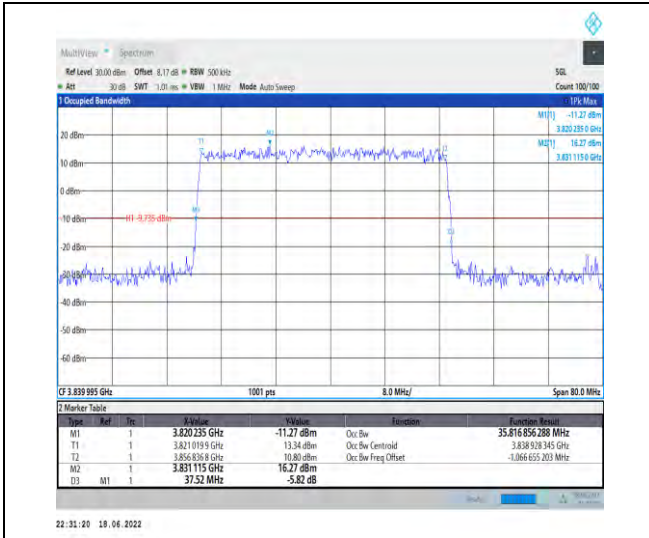 MultiView Spectrum
Ref Level 30.00 dBm Offset 8.17 dB RBW 500 kHz SGL
Att 30 dB SWT 1.01 ms VBW 1 MHz Mode Auto Sweep Count 100/100
1 Occupied Bandwidth 1Pk Max
M1[1] -11.27 dBm
3.820 235 0 GHz
M2[1] 16.27 dBm
3.831 115 0 GHz
20 dBm
T1
10 dBm
0 dBm
M1
-10 dBm H1 -9.735 dBm
D3
-20 dBm
-30 dBm
-40 dBm
-50 dBm
-60 dBm
CF 3.839 995 GHz 1001 pts 8.0 MHz/ Span 80.0 MHz
2 Marker Table
Type Ref Trc X-Value Y-Value Function Function Result
M1 1 3.820 235 GHz -11.27 dBm Occ Bw 35.816 856 288 MHz
T1 1 3.821 019 9 GHz 13.34 dBm Occ Bw Centroid 3.838 928 345 GHz
T2 1 3.856 836 8 GHz 10.80 dBm Occ Bw Freq Offset -1.066 655 203 MHz
M2 1 3.831 115 GHz 16.27 dBm
D3 M1 1 37.52 MHz -5.82 dB
22:31:20 18.06.2022